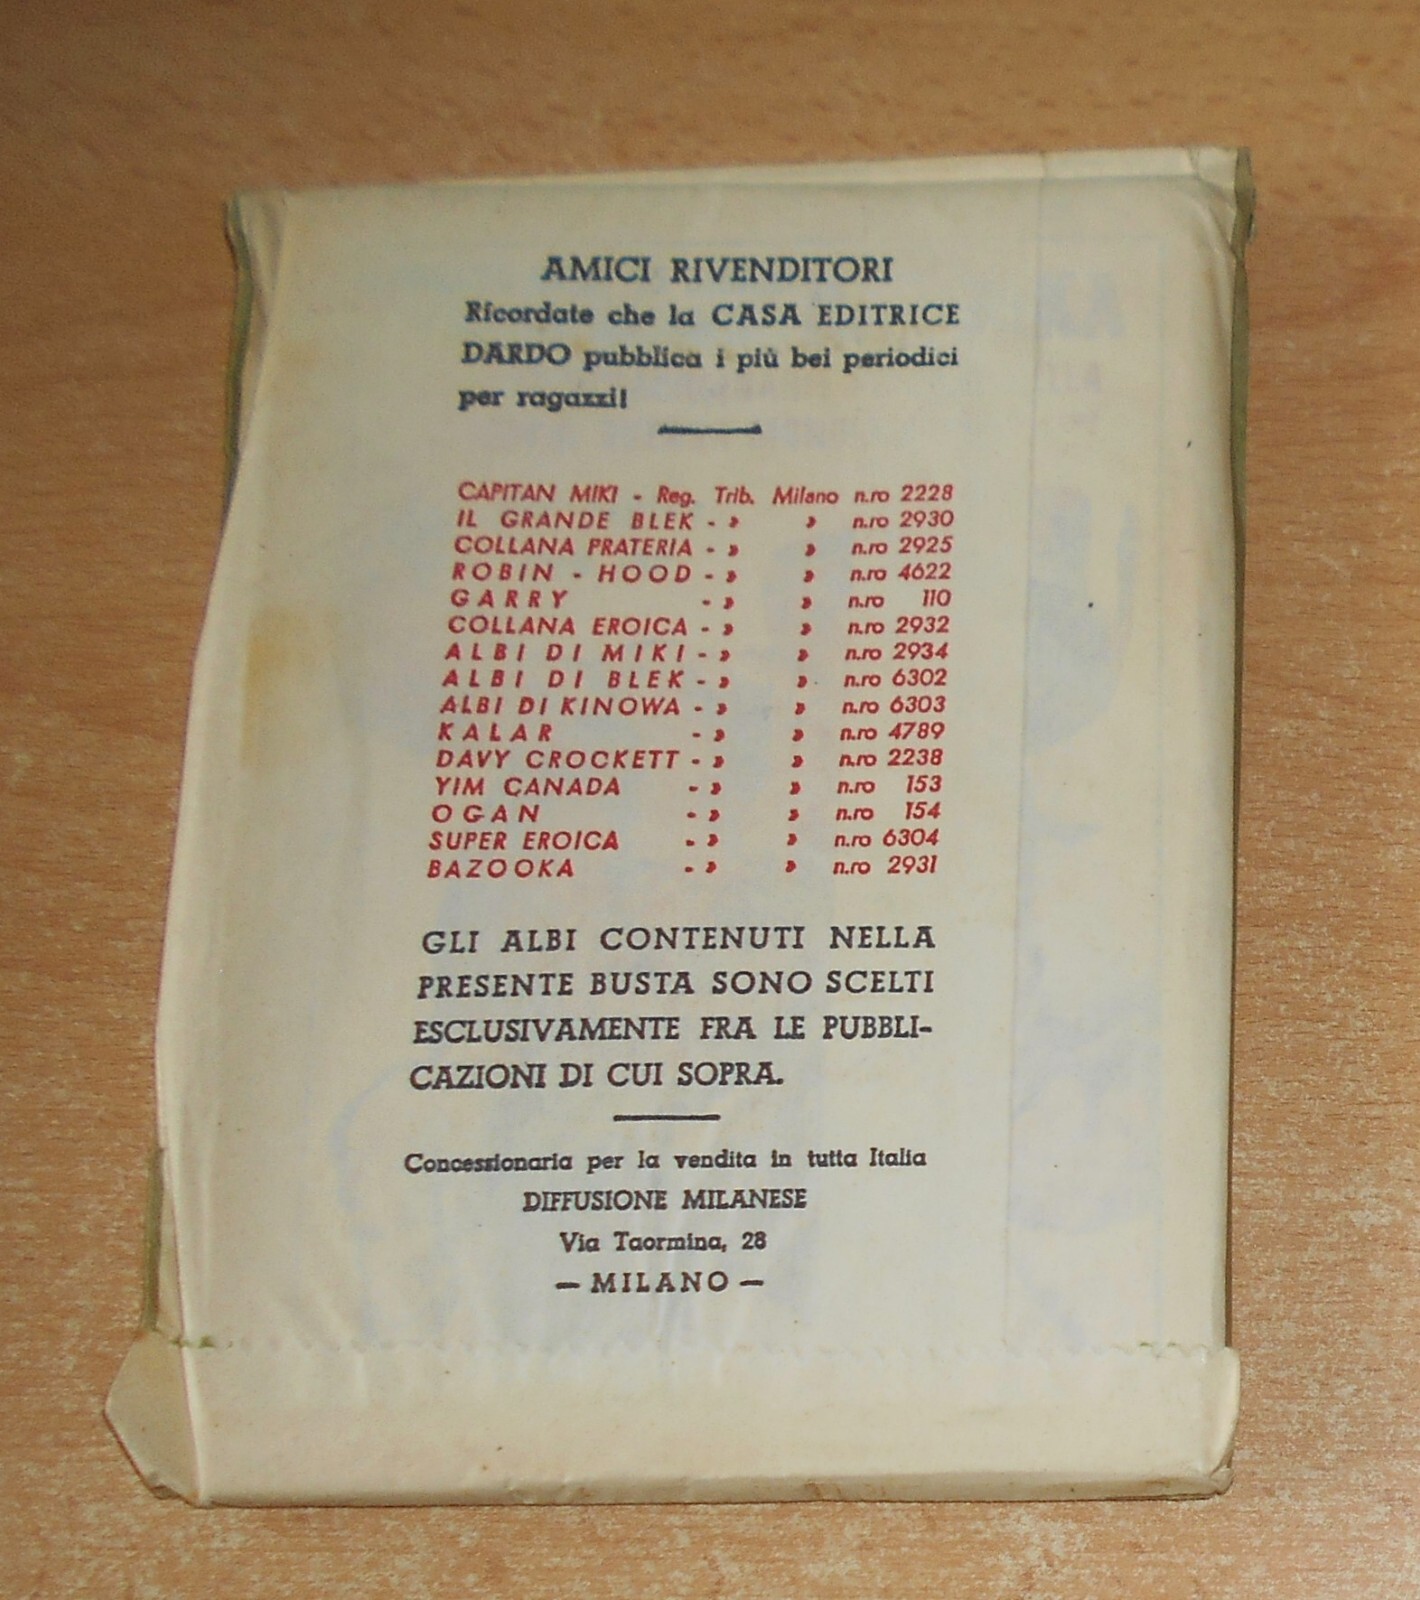 AMICI RIVENDITORI
Ricordate che la CASA EDITRICE
DARDO pubblica i più bei periodici
per ragazzi!
CAPITAN MIKI - Reg. Trib. Milano n.ro 2228
IL GRANDE BLEK - » » n.ro 2930
COLLANA PRATERIA - » » n.ro 2925
ROBIN - HOOD - » » n.ro 4622
GARRY - » » n.ro 110
COLLANA EROICA - » » n.ro 2932
ALBI DI MIKI - » » n.ro 2934
ALBI DI BLEK - » » n.ro 6302
ALBI DI KINOWA - » » n.ro 6303
KALAR - » » n.ro 4789
DAVY CROCKETT - » » n.ro 2238
YIM CANADA - » » n.ro 153
OGAN - » » n.ro 154
SUPER EROICA - » » n.ro 6304
BAZOOKA - » » n.ro 2931
GLI ALBI CONTENUTI NELLA
PRESENTE BUSTA SONO SCELTI
ESCLUSIVAMENTE FRA LE PUBBLI-
CAZIONI DI CUI SOPRA.
Concessionaria per la vendita in tutta Italia
DIFFUSIONE MILANESE
Via Taormina, 28
— MILANO —